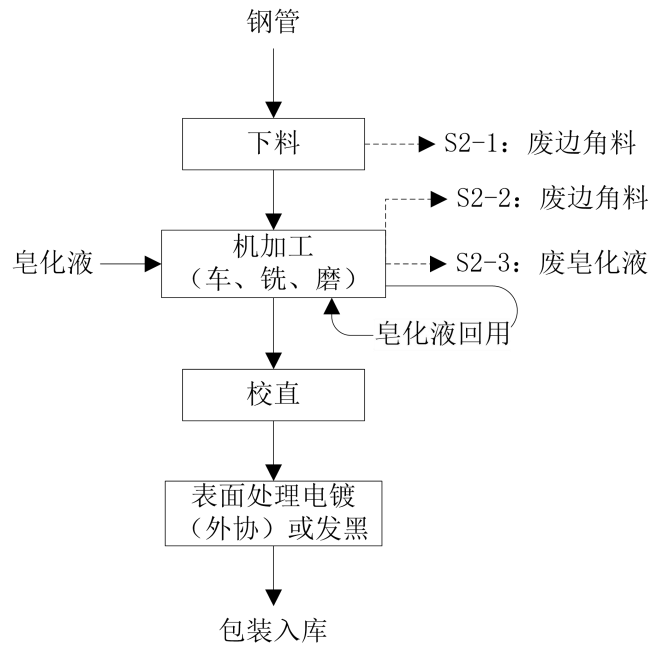 钢管
下料
S2-1：废边角料
S2-2：废边角料
机加工
（车、铣、磨）
皂化液
S2-3：废皂化液
皂化液回用
校直
表面处理电镀
（外协）或发黑
包装入库